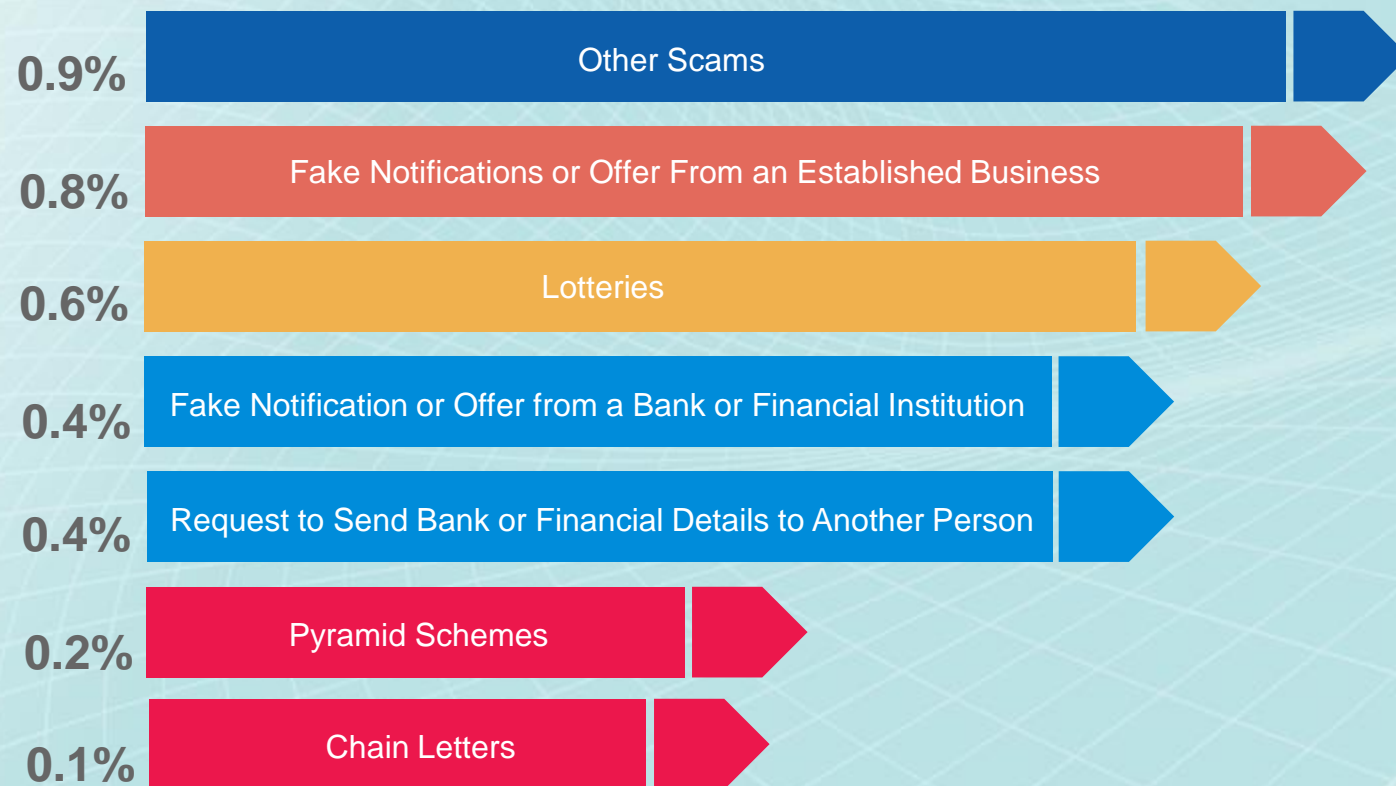 0.9% Other Scams
0.8% Fake Notifications or Offer From an Established Business
0.6% Lotteries
0.4% Fake Notification or Offer from a Bank or Financial Institution
0.4% Request to Send Bank or Financial Details to Another Person
0.2% Pyramid Schemes
0.1% Chain Letters